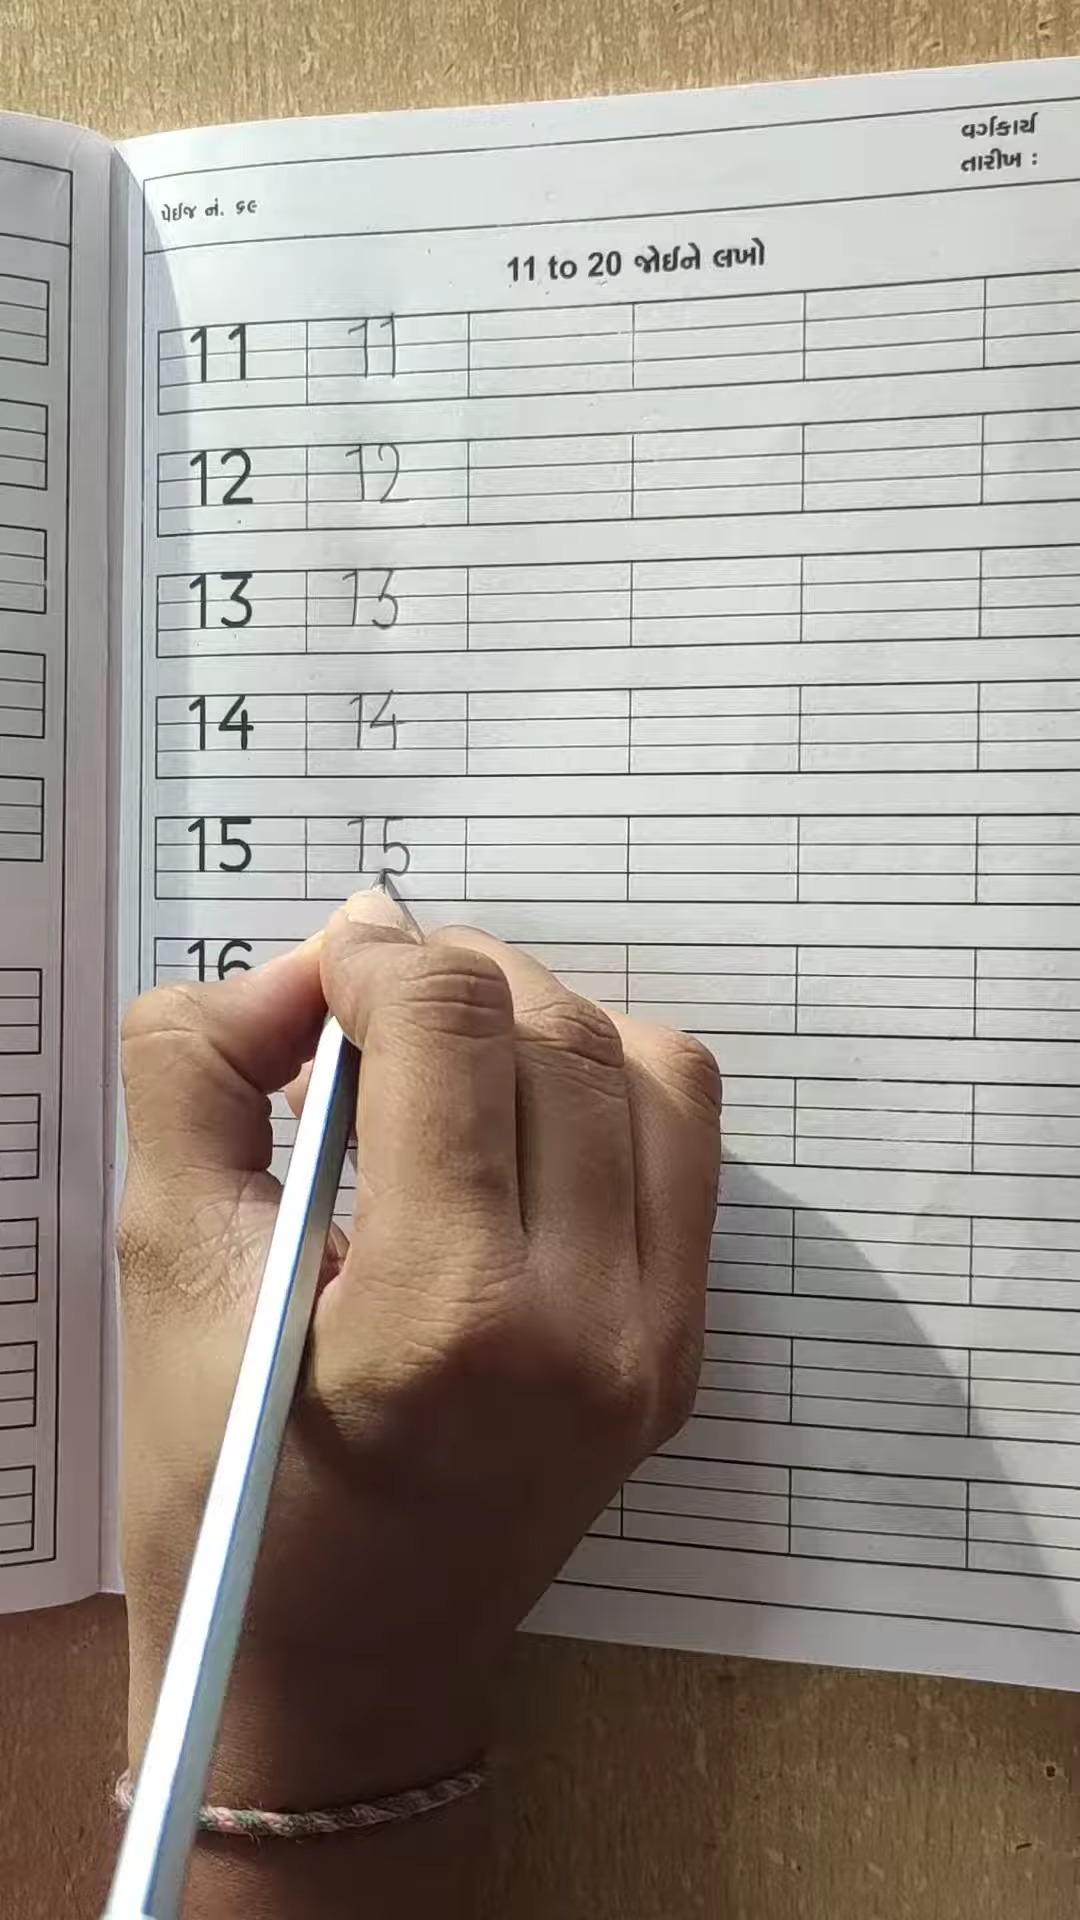 વર્ગકાર્ય
તારીખ :
પેઈજ નં. ૬૯
11 to 20 જોઈને લખો
11 11
12 12
13 13
14 14
15 15
16